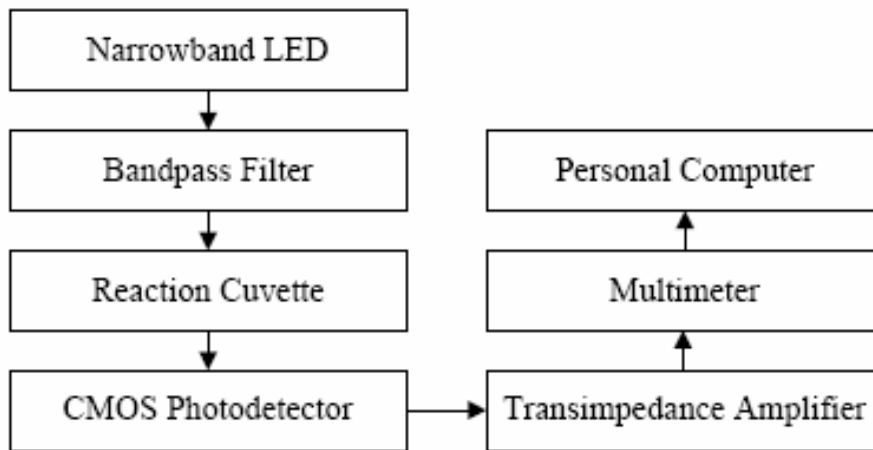 Narrowband LED
Bandpass Filter
Reaction Cuvette
CMOS Photodetector
Transimpedance Amplifier
Multimeter
Personal Computer